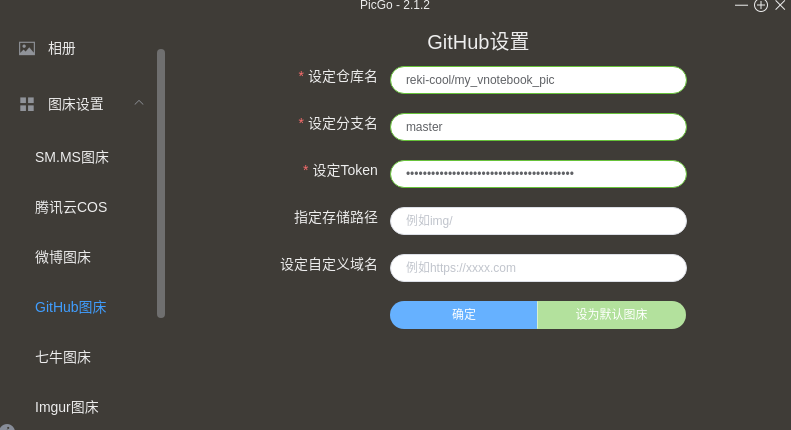 PicGo - 2.1.2
相册
图床设置
SM.MS图床
腾讯云COS
微博图床
GitHub图床
七牛图床
Imgur图床
GitHub设置
* 设定仓库名 reki-cool/my_vnotebook_pic
* 设定分支名 master
* 设定Token ••••••••••••••••••••••••••••••••••••••••
指定存储路径 例如img/
设定自定义域名 例如https://xxxx.com
确定 设为默认图床